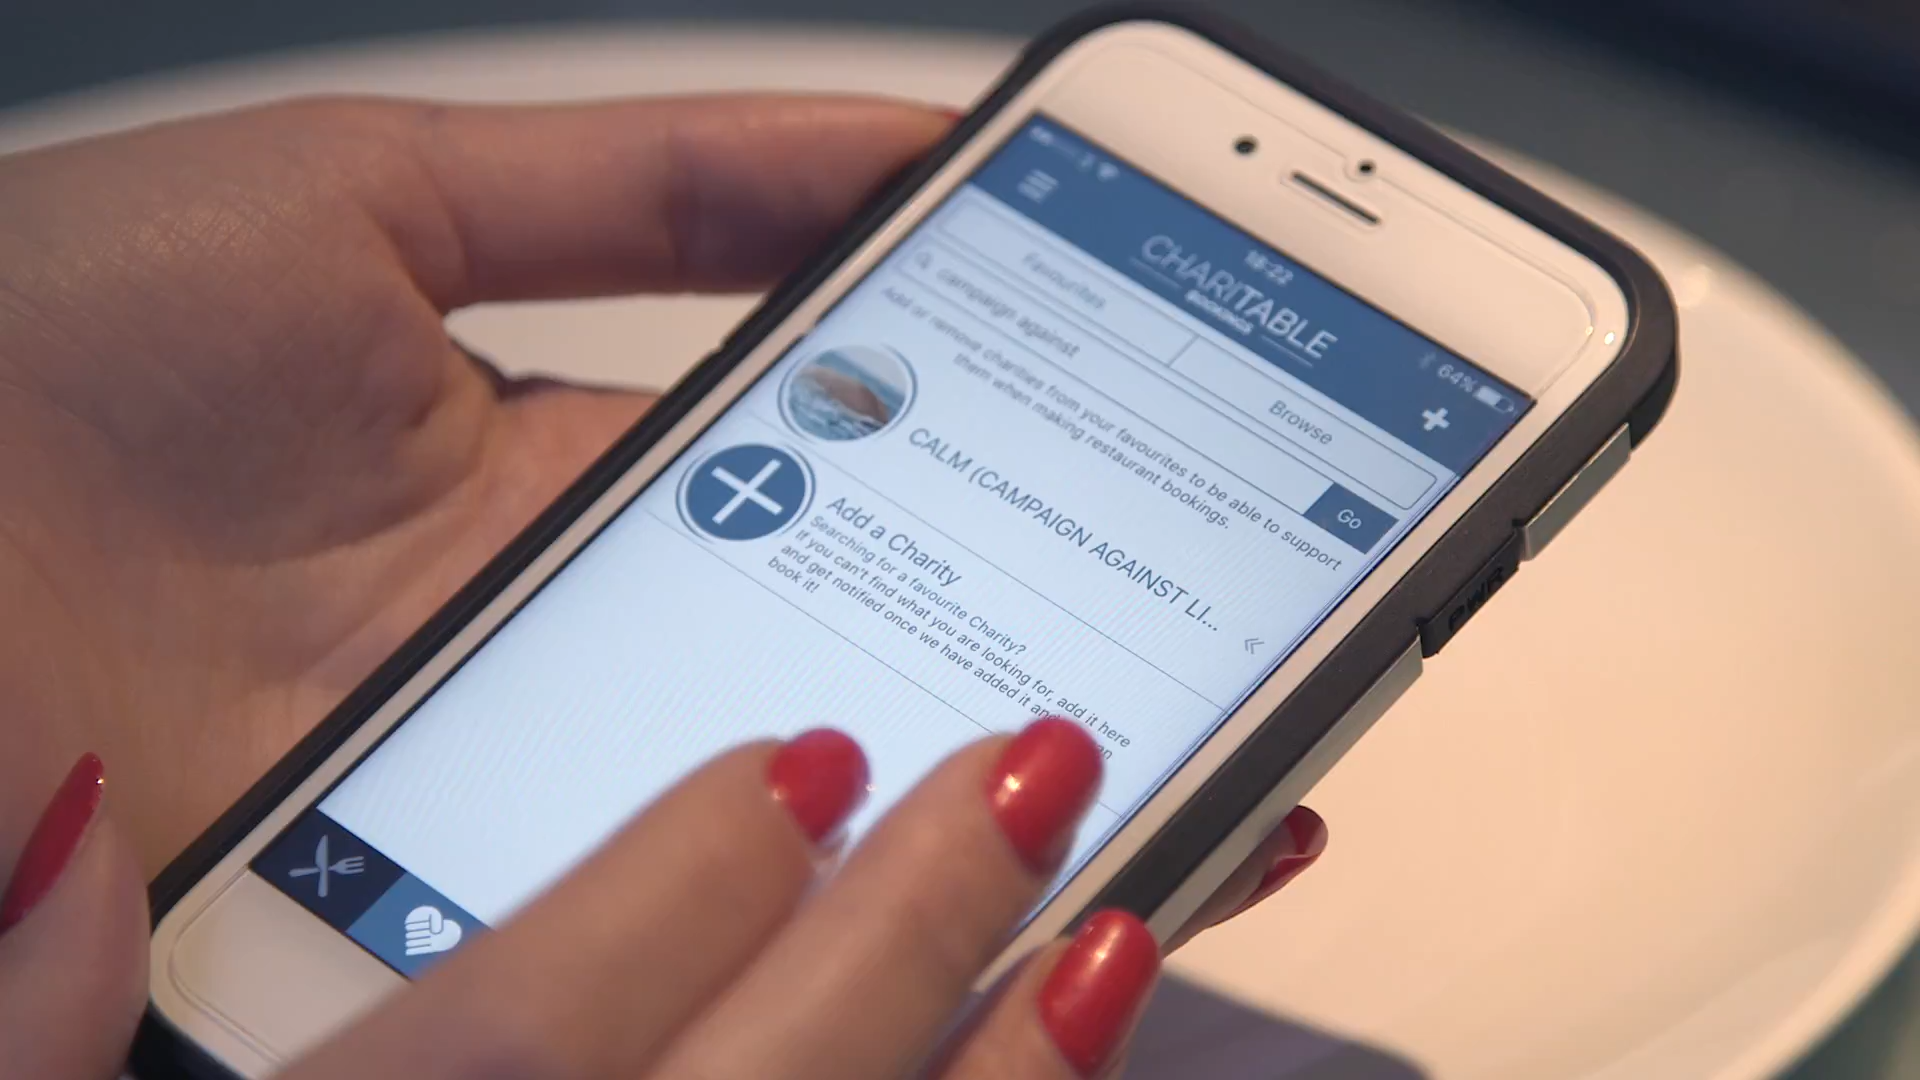 18:22
64%
CHARITABLE
BOOKINGS
Favourites
Browse
campaign against
Go
Add or remove charities from your favourites to be able to support
them when making restaurant bookings.
CALM (CAMPAIGN AGAINST LI...
Add a Charity
Searching for a favourite Charity?
If you can't find what you are looking for, add it here
and get notified once we have added it and
book it!
PWR